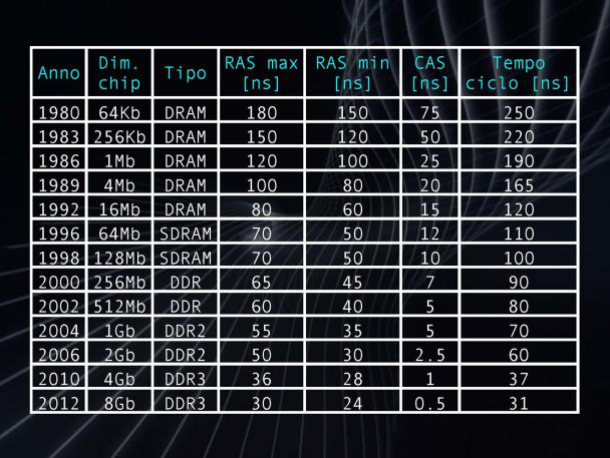 Anno Dim. chip Tipo RAS max [ns] RAS min [ns] CAS [ns] Tempo ciclo [ns]
1980 64Kb DRAM 180 150 75 250
1983 256Kb DRAM 150 120 50 220
1986 1Mb DRAM 120 100 25 190
1989 4Mb DRAM 100 80 20 165
1992 16Mb DRAM 80 60 15 120
1996 64Mb SDRAM 70 50 12 110
1998 128Mb SDRAM 70 50 10 100
2000 256Mb DDR 65 45 7 90
2002 512Mb DDR 60 40 5 80
2004 1Gb DDR2 55 35 5 70
2006 2Gb DDR2 50 30 2.5 60
2010 4Gb DDR3 36 28 1 37
2012 8Gb DDR3 30 24 0.5 31